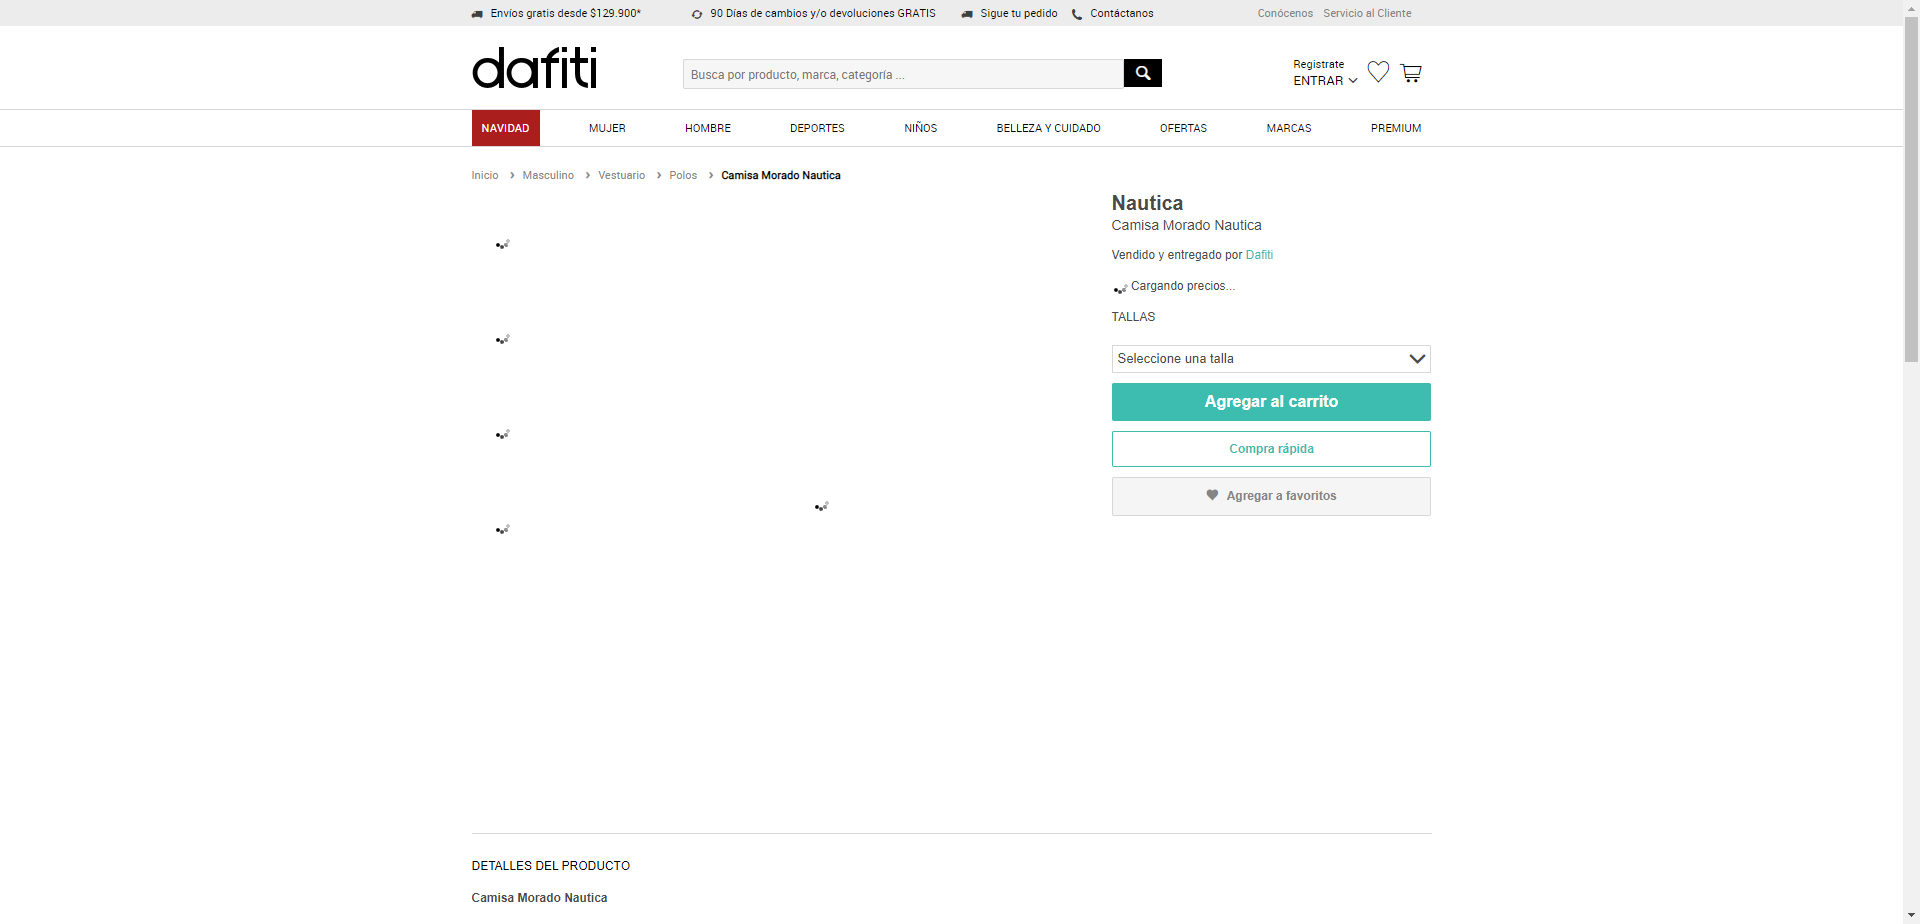 Envíos gratis desde $129.900*
90 Días de cambios y/o devoluciones GRATIS
Sigue tu pedido
Contáctanos
Conócenos
Servicio al Cliente
dafiti
Busca por producto, marca, categoría ...
Registrate
ENTRAR
NAVIDAD
MUJER
HOMBRE
DEPORTES
NIÑOS
BELLEZA Y CUIDADO
OFERTAS
MARCAS
PREMIUM
Inicio › Masculino › Vestuario › Polos › Camisa Morado Nautica
Nautica
Camisa Morado Nautica
Vendido y entregado por Dafiti
Cargando precios...
TALLAS
Seleccione una talla
Agregar al carrito
Compra rápida
Agregar a favoritos
DETALLES DEL PRODUCTO
Camisa Morado Nautica